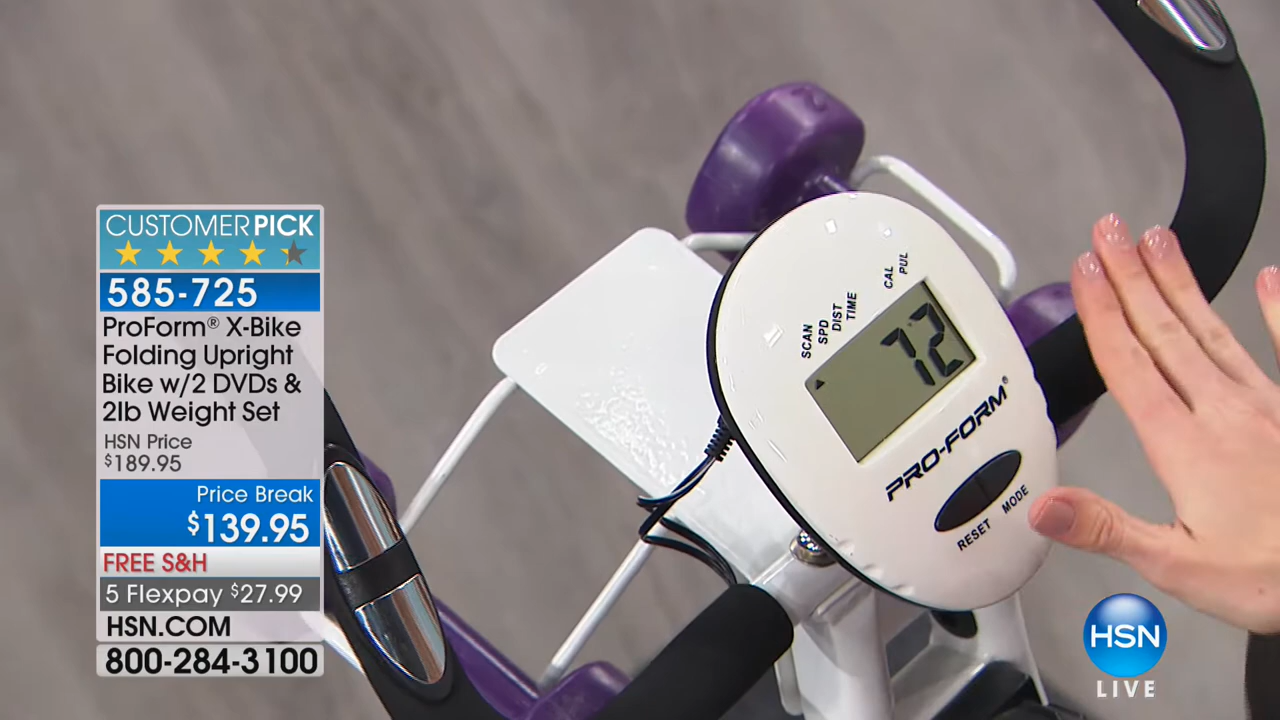 CUSTOMERPICK
585-725
ProForm® X-Bike
Folding Upright
Bike w/2 DVDs &
2lb Weight Set
HSN Price
$189.95
Price Break
$139.95
FREE S&H
5 Flexpay $27.99
HSN.COM
800-284-3100
SCAN
SPD
DIST
TIME
CAL
PUL
72
PRO-FORM®
RESET
MODE
HSN
LIVE